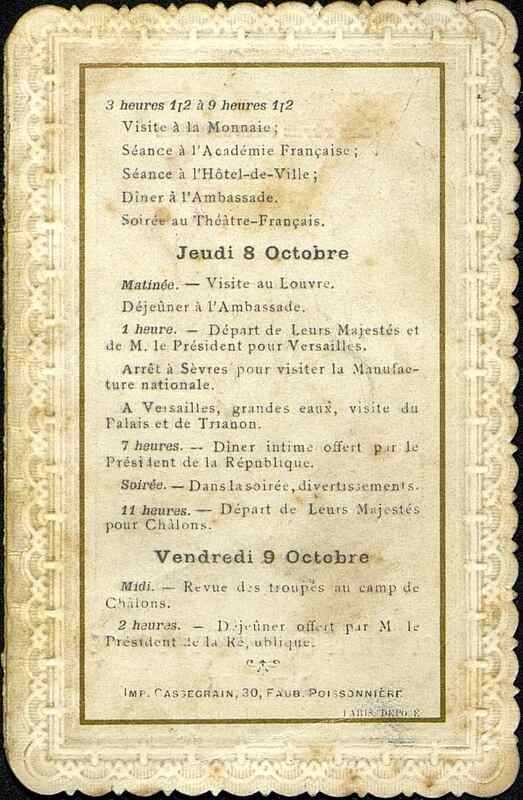 3 heures 1|2 à 9 heures 1|2
Visite à la Monnaie;
Séance à l'Académie Française;
Séance à l'Hôtel-de-Ville;
Dîner à l'Ambassade.
Soirée au Théâtre-Français.
Jeudi 8 Octobre
Matinée. — Visite au Louvre.
Déjeûner à l'Ambassade.
1 heure. — Départ de Leurs Majestés et
de M. le Président pour Versailles.
Arrêt à Sèvres pour visiter la Manufac-
ture nationale.
A Versailles, grandes eaux, visite du
Palais et de Trianon.
7 heures. — Dîner intime offert par le
Président de la République.
Soirée. — Dans la soirée, divertissements.
11 heures. — Départ de Leurs Majestés
pour Châlons.
Vendredi 9 Octobre
Midi. — Revue des troupes au camp de
Châlons.
2 heures. — Déjeûner offert par M. le
Président de la République.
IMP. CASSEGRAIN, 30, FAUB. POISSONNIÈRE
PARIS DÉPOSÉ